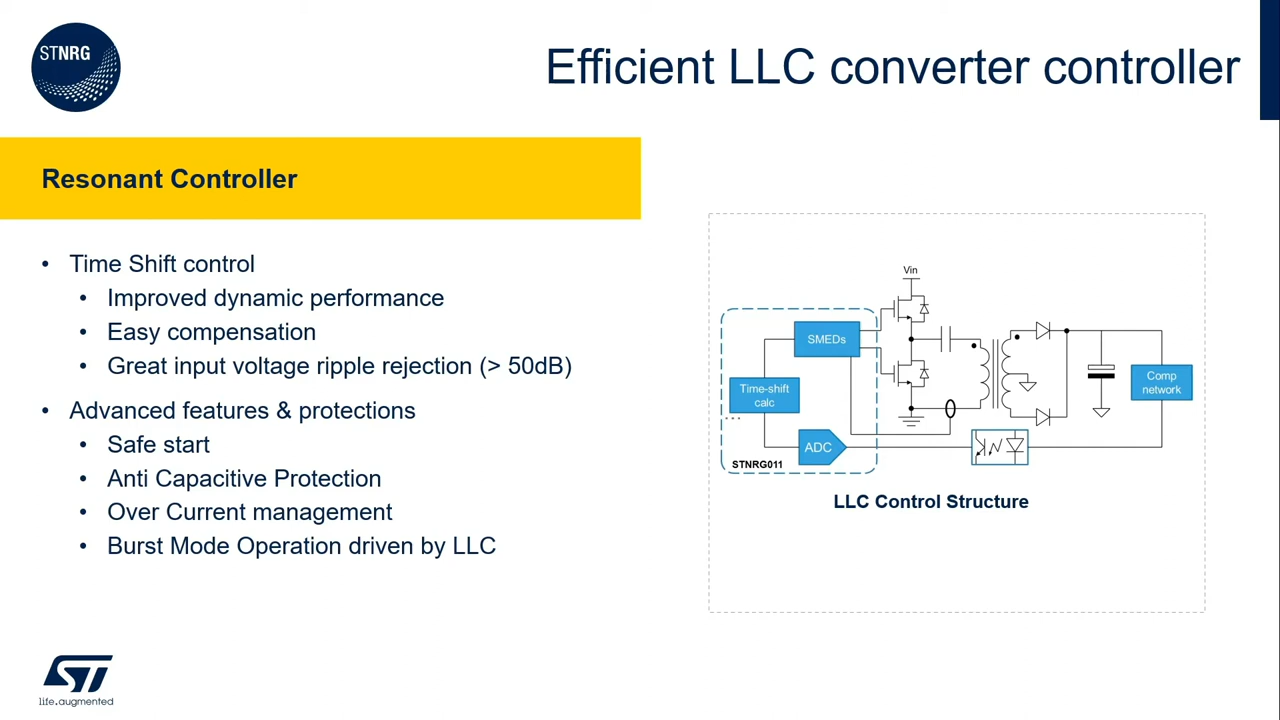 STNRG
Efficient LLC converter controller
Resonant Controller
• Time Shift control
• Improved dynamic performance
• Easy compensation
• Great input voltage ripple rejection (> 50dB)
• Advanced features & protections
• Safe start
• Anti Capacitive Protection
• Over Current management
• Burst Mode Operation driven by LLC
Vin
SMEDs
Time-shift
calc
ADC
STNRG011
Comp
network
LLC Control Structure
ST
life.augmented